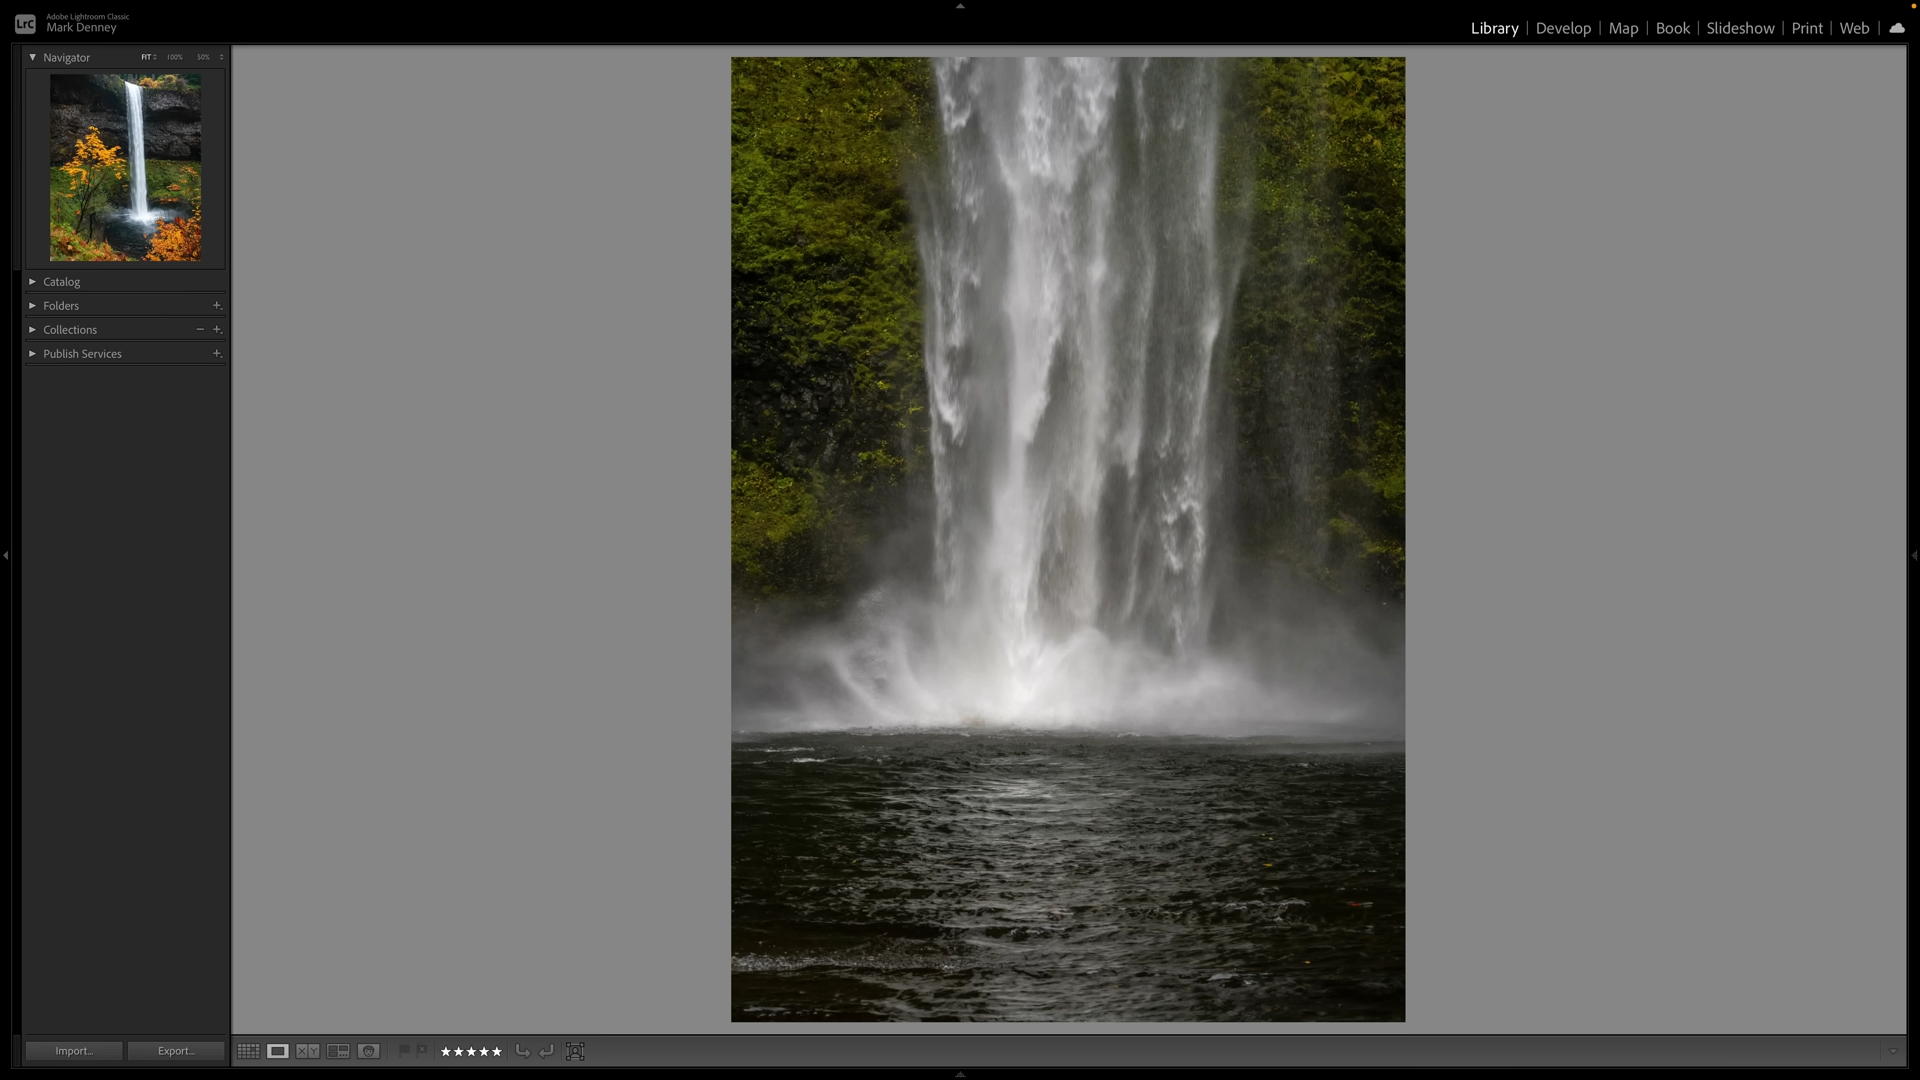 LrC
Adobe Lightroom Classic
Mark Denney
Library
Develop
Map
Book
Slideshow
Print
Web
Navigator
FIT
100%
50%
Catalog
Folders
Collections
Publish Services
Import...
Export...
XY